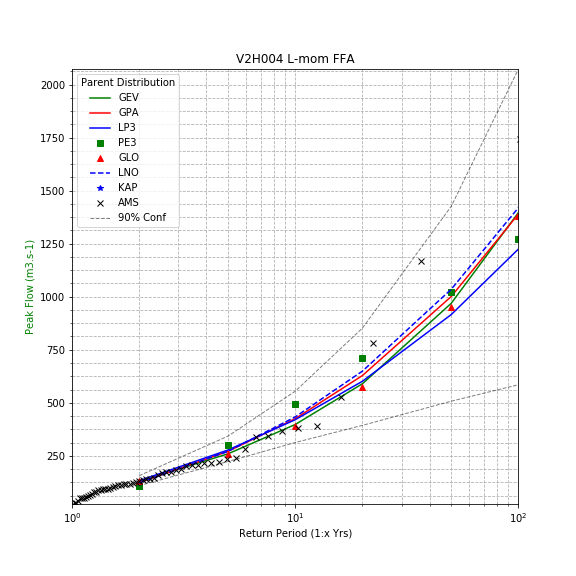 V2H004 L-mom FFA
2000
1750
1500
1250
1000
750
500
250
Peak Flow (m3.s-1)
Parent Distribution
GEV
GPA
LP3
PE3
GLO
LNO
KAP
AMS
90% Conf
10⁰
10¹
10²
Return Period (1:x Yrs)